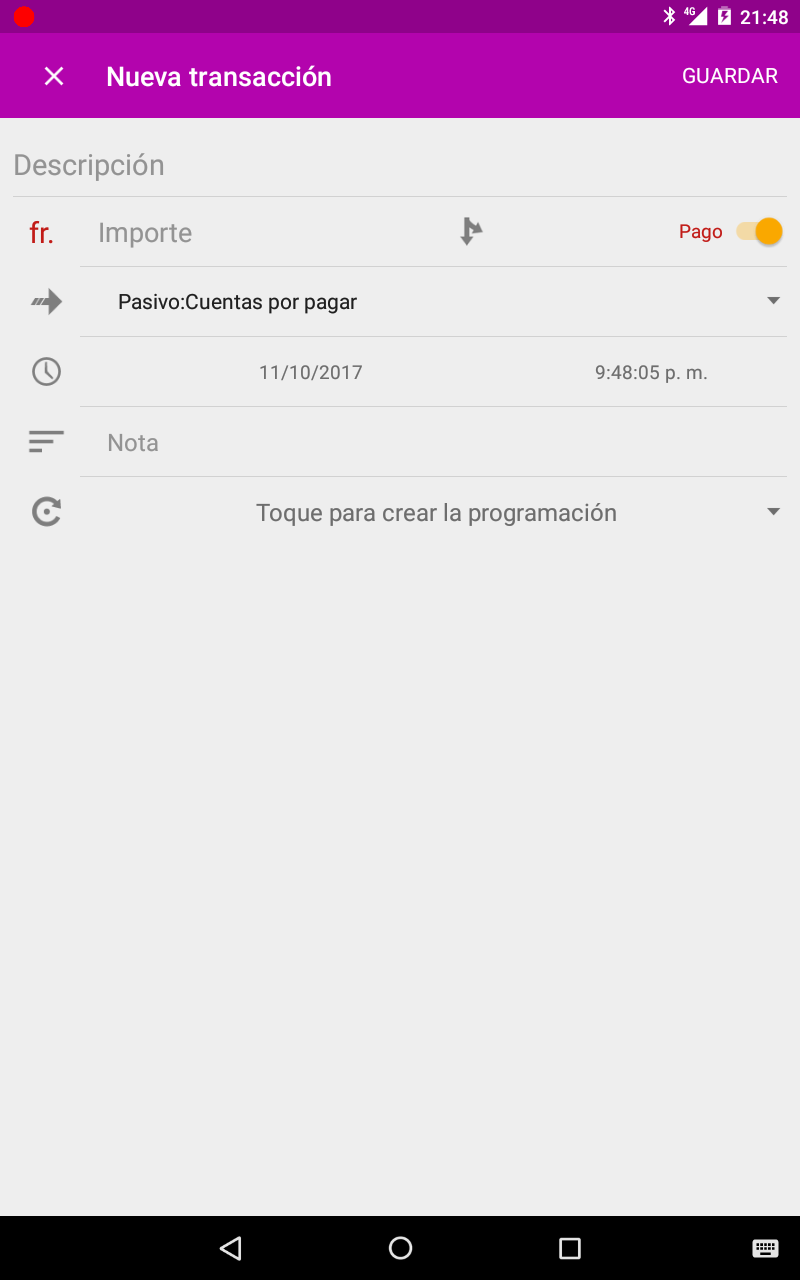 4G 21:48
Nueva transacción GUARDAR
Descripción
fr. Importe Pago
Pasivo:Cuentas por pagar
11/10/2017 9:48:05 p. m.
Nota
Toque para crear la programación